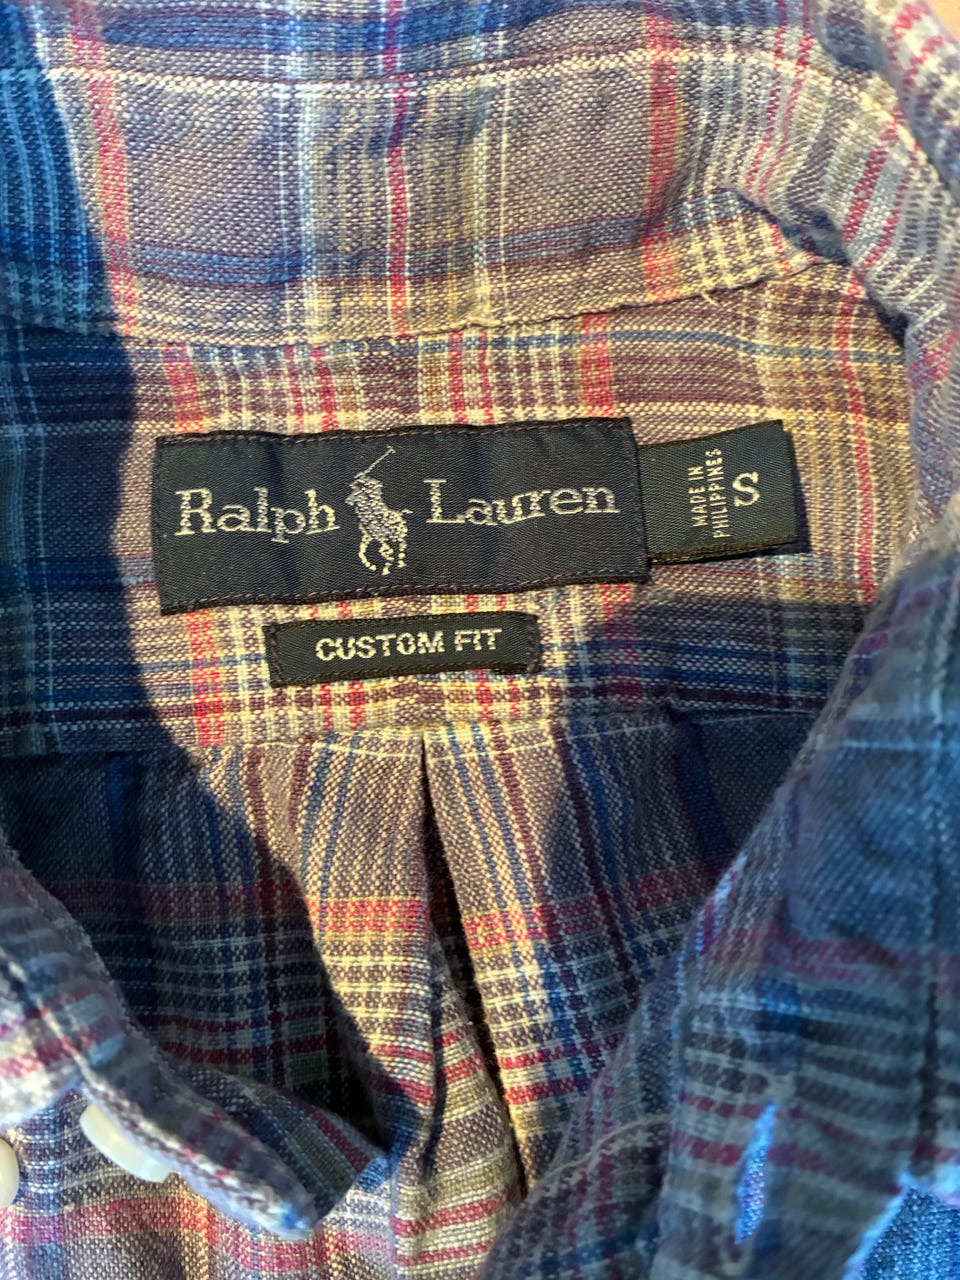 Ralph Lauren
MADE IN
PHILIPPINES
S
CUSTOM FIT